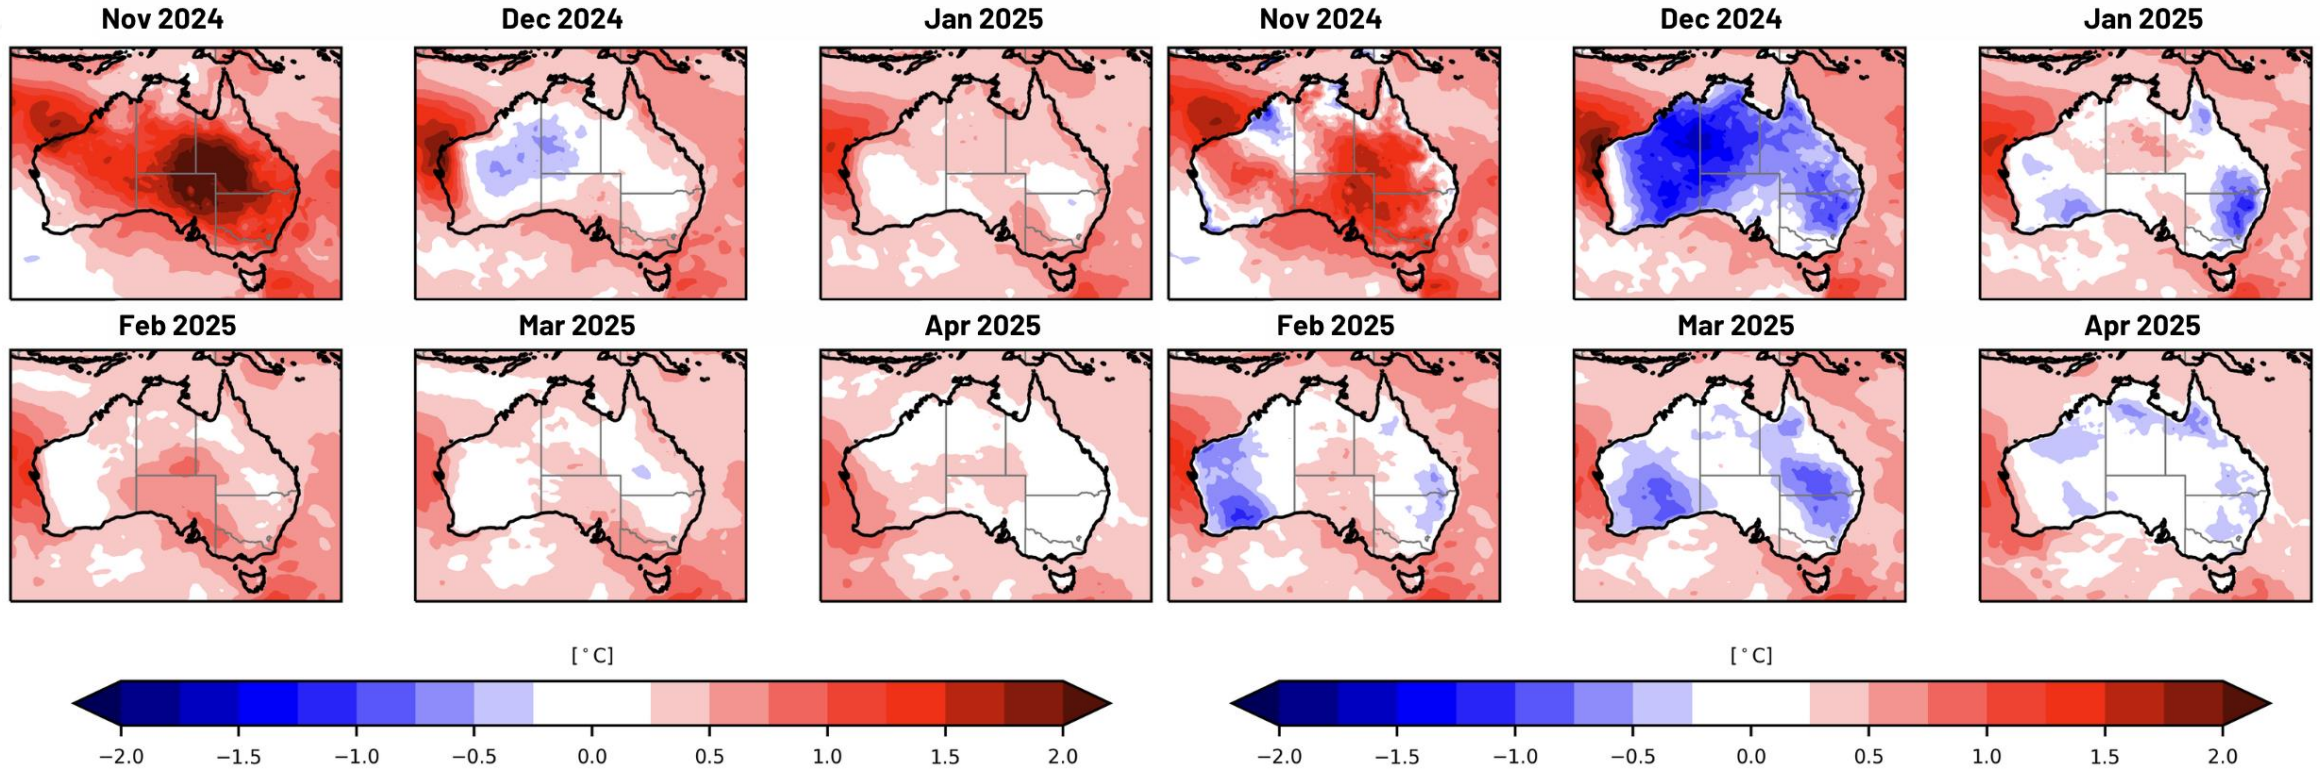 Nov 2024 Dec 2024 Jan 2025 Nov 2024 Dec 2024 Jan 2025
Feb 2025 Mar 2025 Apr 2025 Feb 2025 Mar 2025 Apr 2025
[°C] [°C]
−2.0 −1.5 −1.0 −0.5 0.0 0.5 1.0 1.5 2.0 −2.0 −1.5 −1.0 −0.5 0.0 0.5 1.0 1.5 2.0